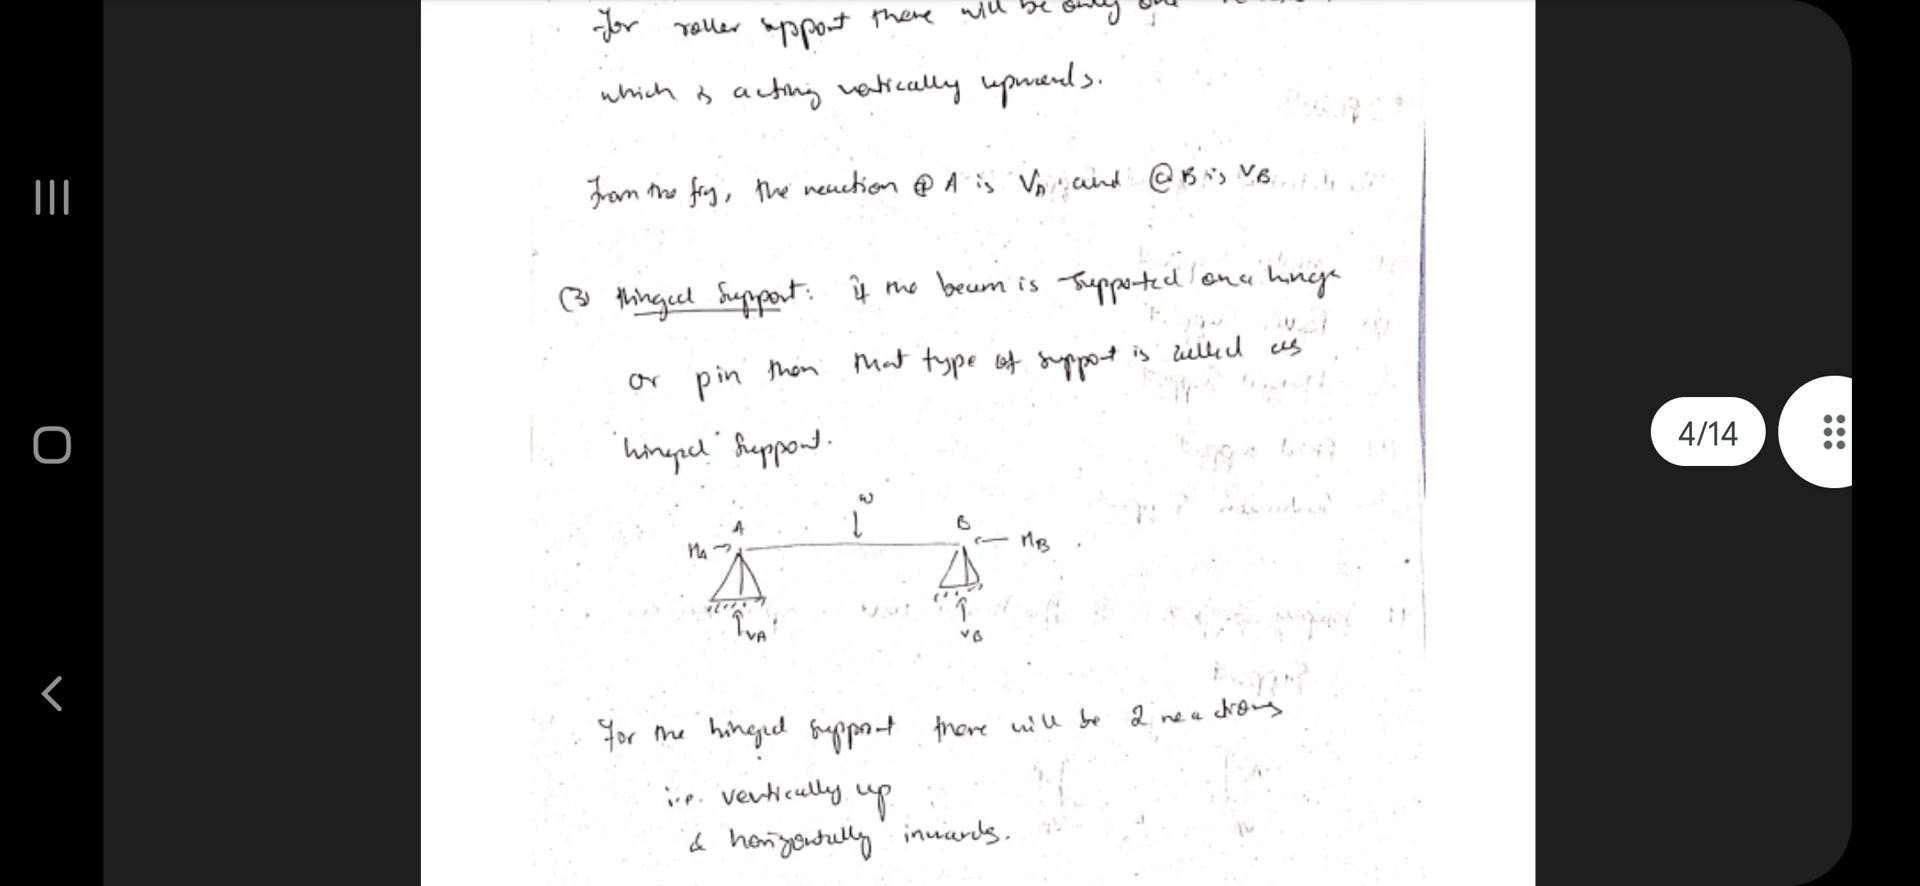 For roller support there will be only one
which is acting vertically upwards.
From the fig, the reaction @ A is VA and @ B is VB
(3) Hinged Support: if the beam is supported on a hinge
or pin then that type of support is called as
"hinged" support.
w
A
B
HA
HB
VA
VB
For the hinged support there will be 2 reactions
i.e. vertically up
& horizontally inwards.
4/14